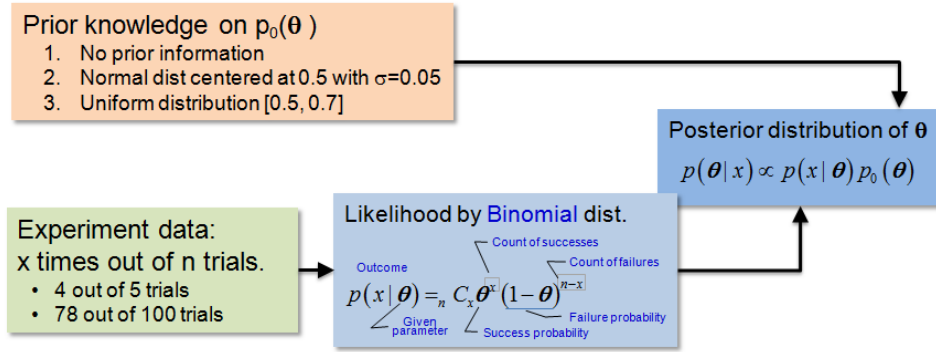 Prior knowledge on p₀(θ )
1. No prior information
2. Normal dist centered at 0.5 with σ=0.05
3. Uniform distribution [0.5, 0.7]
Posterior distribution of θ
p(θ| x) ∝ p(x| θ) p₀(θ)
Experiment data:
x times out of n trials.
• 4 out of 5 trials
• 78 out of 100 trials
Likelihood by Binomial dist.
Count of successes
Outcome
Count of failures
p(x | θ) =ₙ Cₓ θˣ (1−θ)ⁿ⁻ˣ
Given
parameter
Failure probability
Success probability